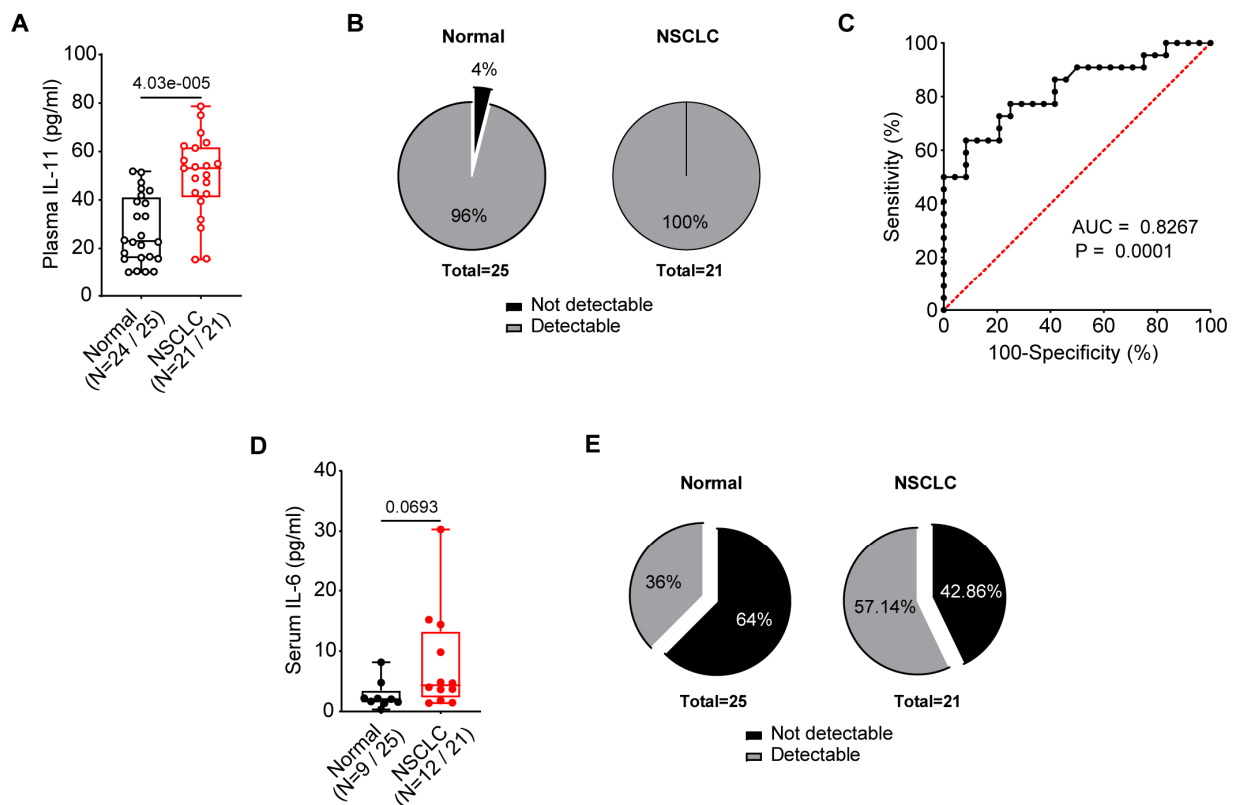 A
Plasma IL-11 (pg/ml)
100
80
60
40
20
0
4.03e-005
Normal
(N=24 / 25)
NSCLC
(N=21 / 21)
B
Normal
4%
96%
Total=25
NSCLC
100%
Total=21
Not detectable
Detectable
C
Sensitivity (%)
100
80
60
40
20
0
AUC = 0.8267
P = 0.0001
0 20 40 60 80 100
100-Specificity (%)
D
Serum IL-6 (pg/ml)
40
30
20
10
0
0.0693
Normal
(N=9 / 25)
NSCLC
(N=12 / 21)
E
Normal
36%
64%
Total=25
NSCLC
57.14%
42.86%
Total=21
Not detectable
Detectable